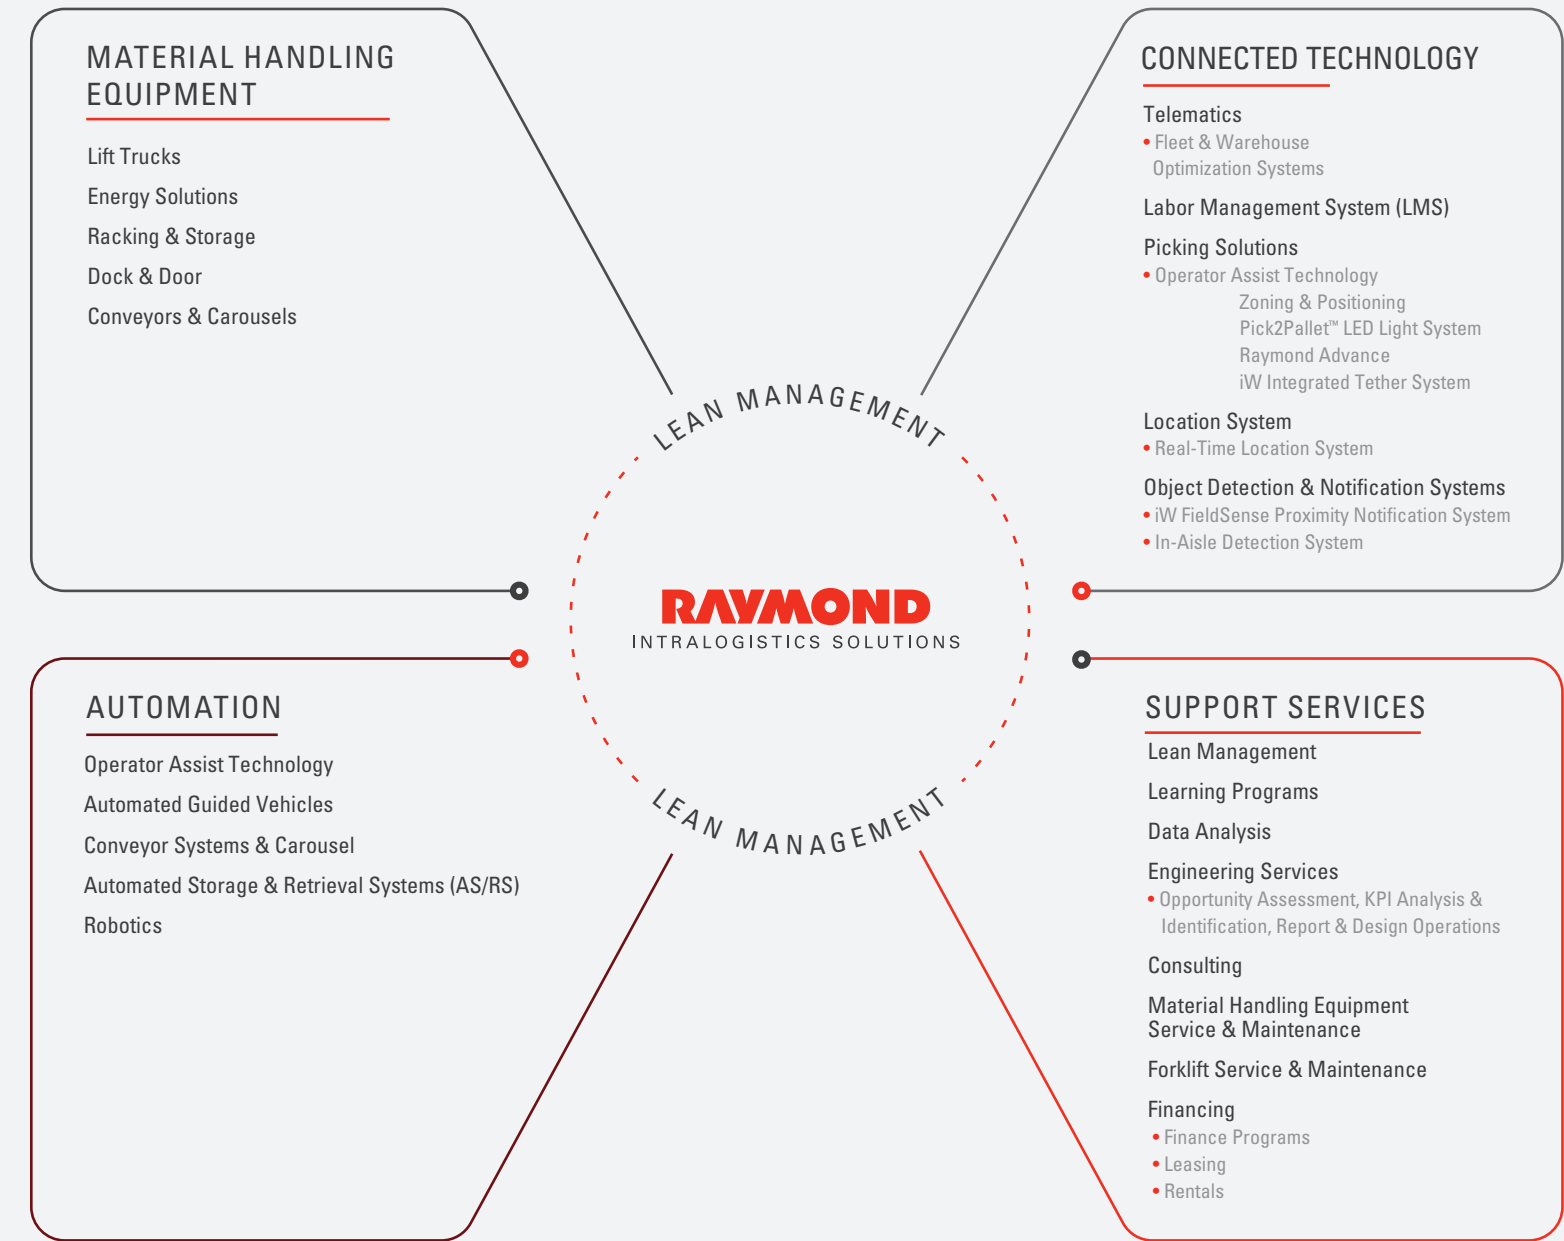 MATERIAL HANDLING
EQUIPMENT
Lift Trucks
Energy Solutions
Racking & Storage
Dock & Door
Conveyors & Carousels
CONNECTED TECHNOLOGY
Telematics
• Fleet & Warehouse
Optimization Systems
Labor Management System (LMS)
Picking Solutions
• Operator Assist Technology
Zoning & Positioning
Pick2Pallet™ LED Light System
Raymond Advance
iW Integrated Tether System
Location System
• Real-Time Location System
Object Detection & Notification Systems
• iW FieldSense Proximity Notification System
• In-Aisle Detection System
LEAN MANAGEMENT
RAYMOND
INTRALOGISTICS SOLUTIONS
LEAN MANAGEMENT
AUTOMATION
Operator Assist Technology
Automated Guided Vehicles
Conveyor Systems & Carousel
Automated Storage & Retrieval Systems (AS/RS)
Robotics
SUPPORT SERVICES
Lean Management
Learning Programs
Data Analysis
Engineering Services
• Opportunity Assessment, KPI Analysis &
Identification, Report & Design Operations
Consulting
Material Handling Equipment
Service & Maintenance
Forklift Service & Maintenance
Financing
• Finance Programs
• Leasing
• Rentals